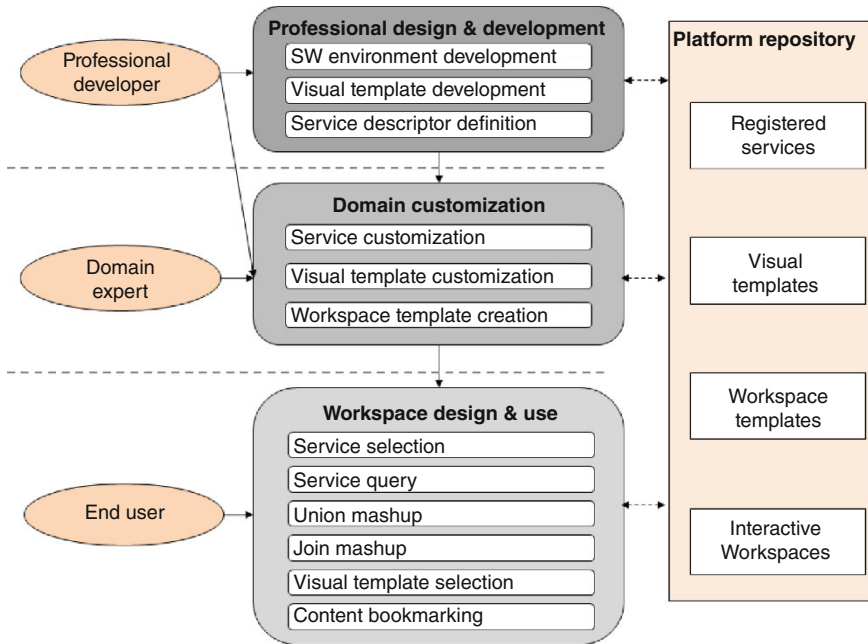 Professional
developer
Professional design & development
SW environment development
Visual template development
Service descriptor definition
Domain
expert
Domain customization
Service customization
Visual template customization
Workspace template creation
End user
Workspace design & use
Service selection
Service query
Union mashup
Join mashup
Visual template selection
Content bookmarking
Platform repository
Registered
services
Visual
templates
Workspace
templates
Interactive
Workspaces